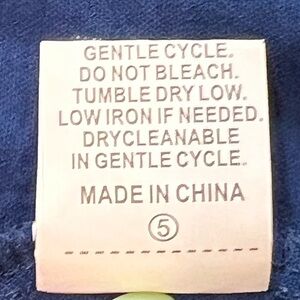 GENTLE CYCLE.
DO NOT BLEACH.
TUMBLE DRY LOW.
LOW IRON IF NEEDED.
DRYCLEANABLE
IN GENTLE CYCLE.
MADE IN CHINA
5